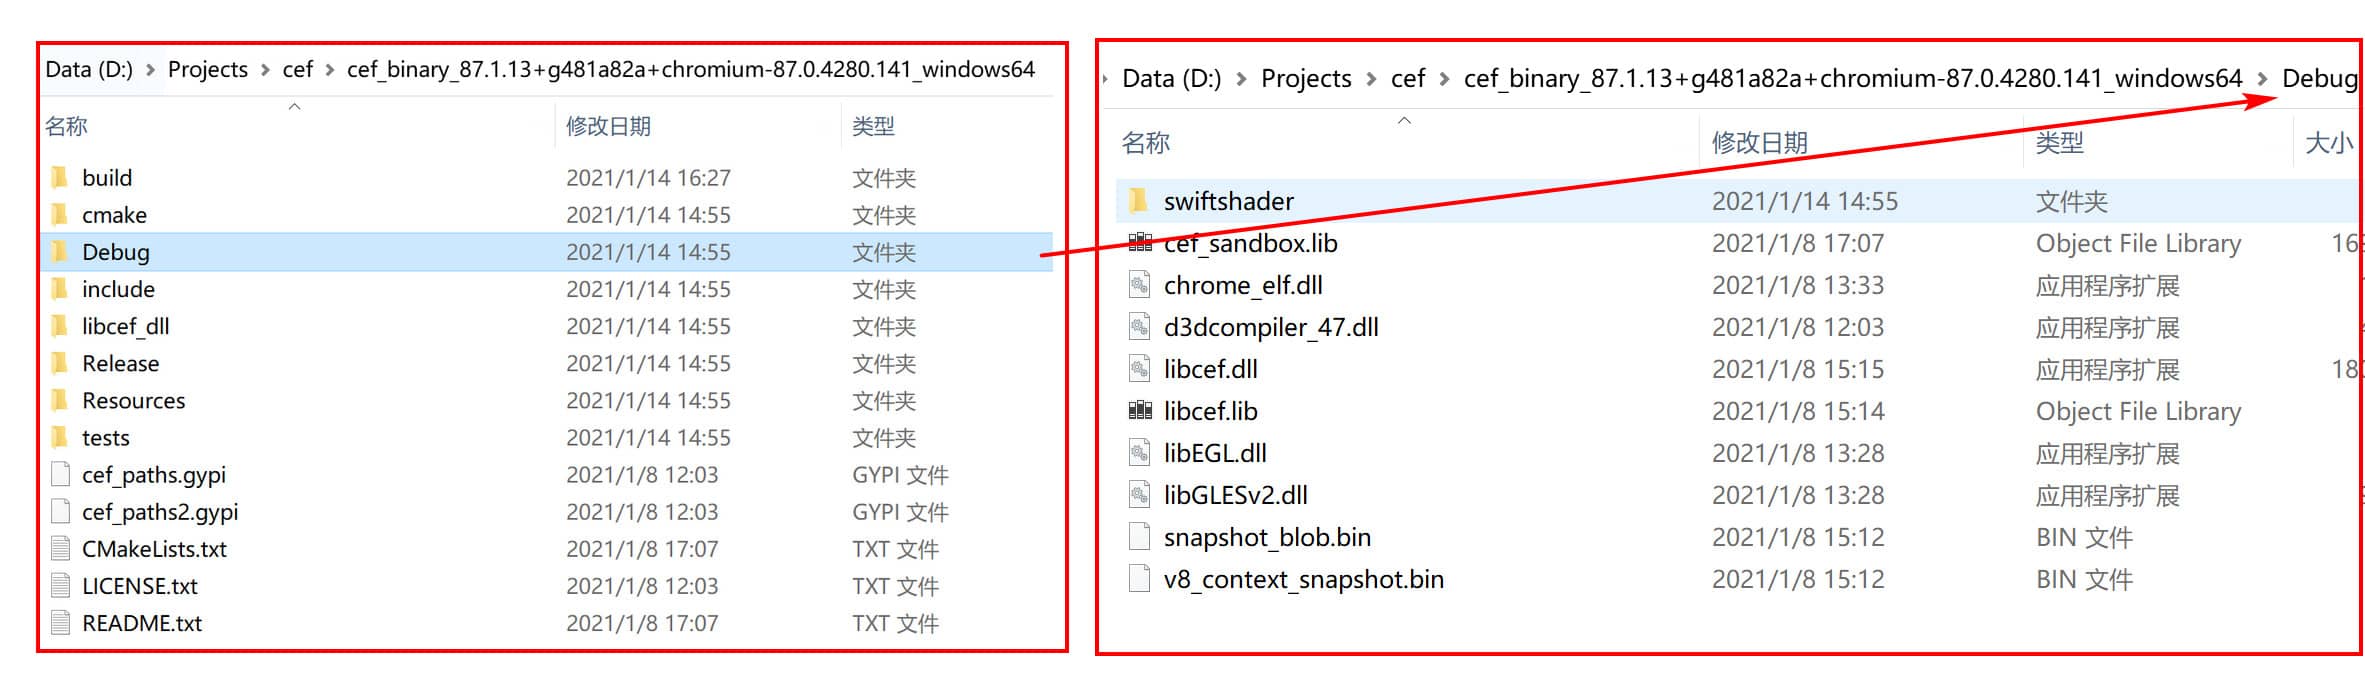 Data (D:) > Projects > cef > cef_binary_87.1.13+g481a82a+chromium-87.0.4280.141_windows64
名称 修改日期 类型
build 2021/1/14 16:27 文件夹
cmake 2021/1/14 14:55 文件夹
Debug 2021/1/14 14:55 文件夹
include 2021/1/14 14:55 文件夹
libcef_dll 2021/1/14 14:55 文件夹
Release 2021/1/14 14:55 文件夹
Resources 2021/1/14 14:55 文件夹
tests 2021/1/14 14:55 文件夹
cef_paths.gypi 2021/1/8 12:03 GYPI 文件
cef_paths2.gypi 2021/1/8 12:03 GYPI 文件
CMakeLists.txt 2021/1/8 17:07 TXT 文件
LICENSE.txt 2021/1/8 12:03 TXT 文件
README.txt 2021/1/8 17:07 TXT 文件
Data (D:) > Projects > cef > cef_binary_87.1.13+g481a82a+chromium-87.0.4280.141_windows64 > Debug
名称 修改日期 类型 大小
swiftshader 2021/1/14 14:55 文件夹
cef_sandbox.lib 2021/1/8 17:07 Object File Library
chrome_elf.dll 2021/1/8 13:33 应用程序扩展
d3dcompiler_47.dll 2021/1/8 12:03 应用程序扩展
libcef.dll 2021/1/8 15:15 应用程序扩展
libcef.lib 2021/1/8 15:14 Object File Library
libEGL.dll 2021/1/8 13:28 应用程序扩展
libGLESv2.dll 2021/1/8 13:28 应用程序扩展
snapshot_blob.bin 2021/1/8 15:12 BIN 文件
v8_context_snapshot.bin 2021/1/8 15:12 BIN 文件